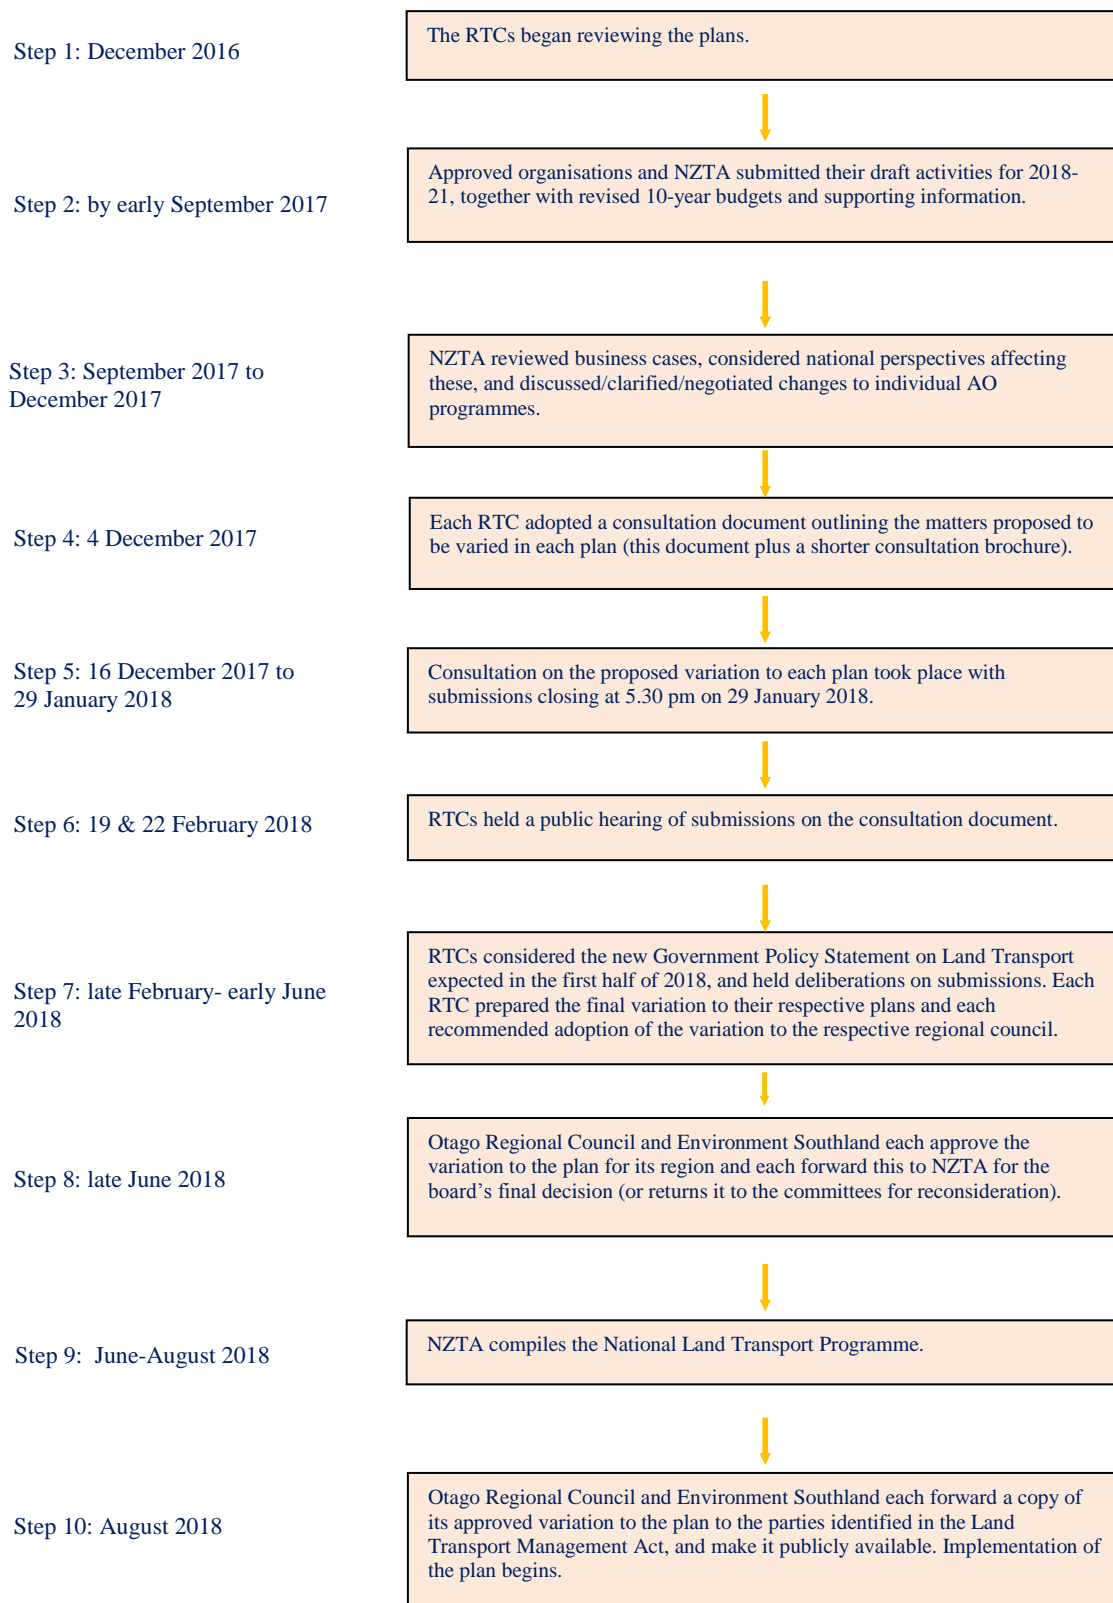 Step 1: December 2016
The RTCs began reviewing the plans.
Step 2: by early September 2017
Approved organisations and NZTA submitted their draft activities for 2018-
21, together with revised 10-year budgets and supporting information.
Step 3: September 2017 to
December 2017
NZTA reviewed business cases, considered national perspectives affecting
these, and discussed/clarified/negotiated changes to individual AO
programmes.
Step 4: 4 December 2017
Each RTC adopted a consultation document outlining the matters proposed to
be varied in each plan (this document plus a shorter consultation brochure).
Step 5: 16 December 2017 to
29 January 2018
Consultation on the proposed variation to each plan took place with
submissions closing at 5.30 pm on 29 January 2018.
Step 6: 19 & 22 February 2018
RTCs held a public hearing of submissions on the consultation document.
Step 7: late February- early June
2018
RTCs considered the new Government Policy Statement on Land Transport
expected in the first half of 2018, and held deliberations on submissions. Each
RTC prepared the final variation to their respective plans and each
recommended adoption of the variation to the respective regional council.
Step 8: late June 2018
Otago Regional Council and Environment Southland each approve the
variation to the plan for its region and each forward this to NZTA for the
board's final decision (or returns it to the committees for reconsideration).
Step 9:  June-August 2018
NZTA compiles the National Land Transport Programme.
Step 10: August 2018
Otago Regional Council and Environment Southland each forward a copy of
its approved variation to the plan to the parties identified in the Land
Transport Management Act, and make it publicly available. Implementation of
the plan begins.